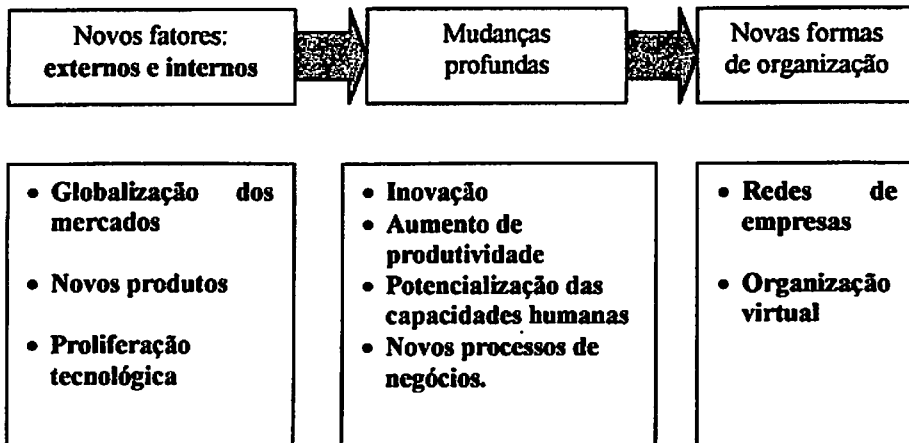 Novos fatores:
externos e internos
Mudanças
profundas
Novas formas
de organização
• Globalização dos
mercados
• Novos produtos
• Proliferação
tecnológica
• Inovação
• Aumento de
produtividade
• Potencialização das
capacidades humanas
• Novos processos de
negócios.
• Redes de
empresas
• Organização
virtual